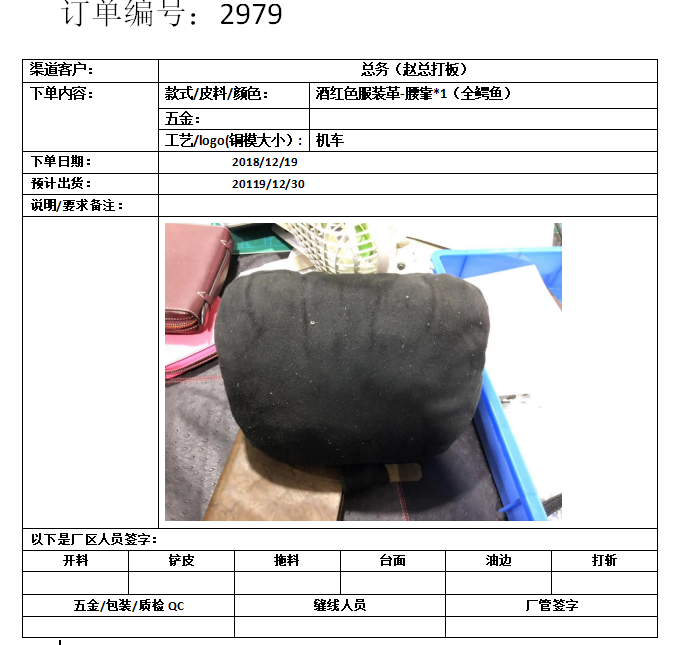 订单编号：2979
渠道客户：
总务（赵总打板）
下单内容：
款式/皮料/颜色：
酒红色服装革-腰靠*1（全鳄鱼）
五金：
工艺/logo(铜模大小）:
机车
下单日期：
2018/12/19
预计出货：
20119/12/30
说明/要求备注：
以下是厂区人员签字：
开料
铲皮
拖料
台面
油边
打斩
五金/包装/质检 QC
缝线人员
厂管签字